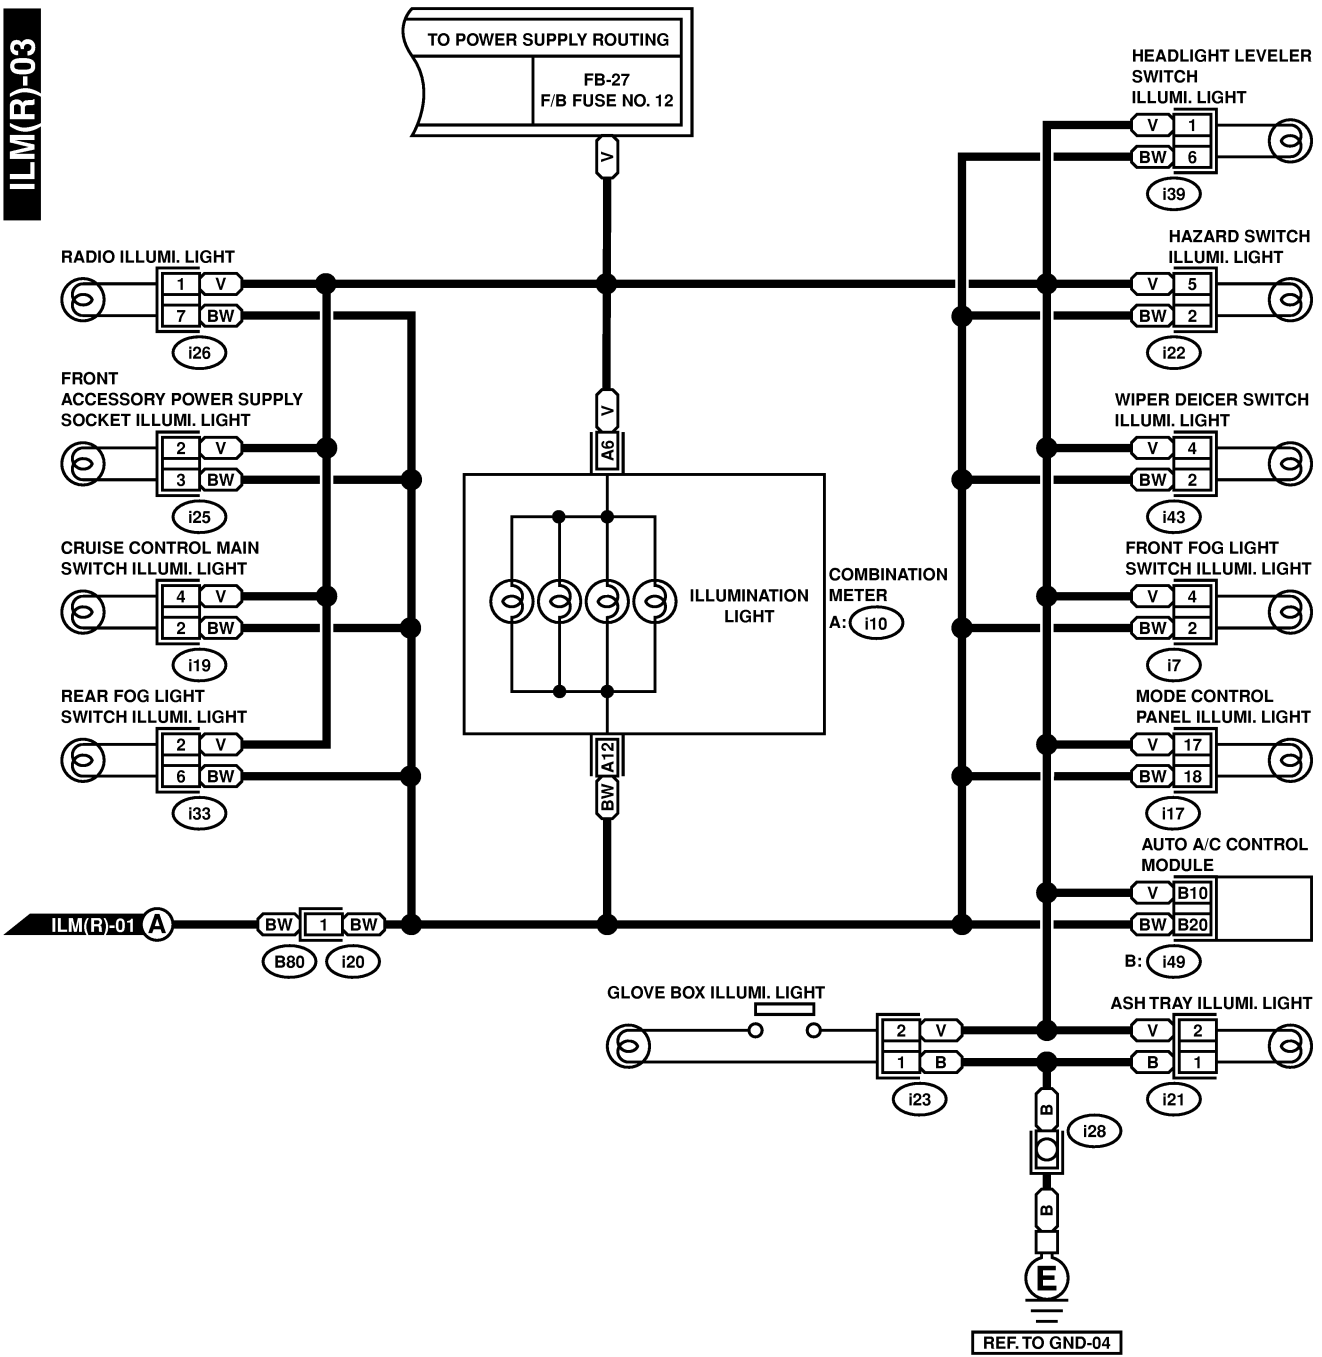 ILM(R)-03
TO POWER SUPPLY ROUTING
FB-27
F/B FUSE NO. 12
V
HEADLIGHT LEVELER
SWITCH
ILLUMI. LIGHT
V 1
BW 6
i39
RADIO ILLUMI. LIGHT
1 V
7 BW
i26
HAZARD SWITCH
ILLUMI. LIGHT
V 5
BW 2
i22
FRONT
ACCESSORY POWER SUPPLY
SOCKET ILLUMI. LIGHT
2 V
3 BW
i25
V
A6
WIPER DEICER SWITCH
ILLUMI. LIGHT
V 4
BW 2
i43
CRUISE CONTROL MAIN
SWITCH ILLUMI. LIGHT
4 V
2 BW
i19
ILLUMINATION
LIGHT
COMBINATION
METER
A: i10
FRONT FOG LIGHT
SWITCH ILLUMI. LIGHT
V 4
BW 2
i7
REAR FOG LIGHT
SWITCH ILLUMI. LIGHT
2 V
6 BW
i33
A12
BW
MODE CONTROL
PANEL ILLUMI. LIGHT
V 17
BW 18
i17
AUTO A/C CONTROL
MODULE
V B10
BW B20
B: i49
ILM(R)-01 A
BW 1 BW
B80 i20
GLOVE BOX ILLUMI. LIGHT
2 V
1 B
i23
ASH TRAY ILLUMI. LIGHT
V 2
B 1
i21
B
i28
B
E
REF. TO GND-04